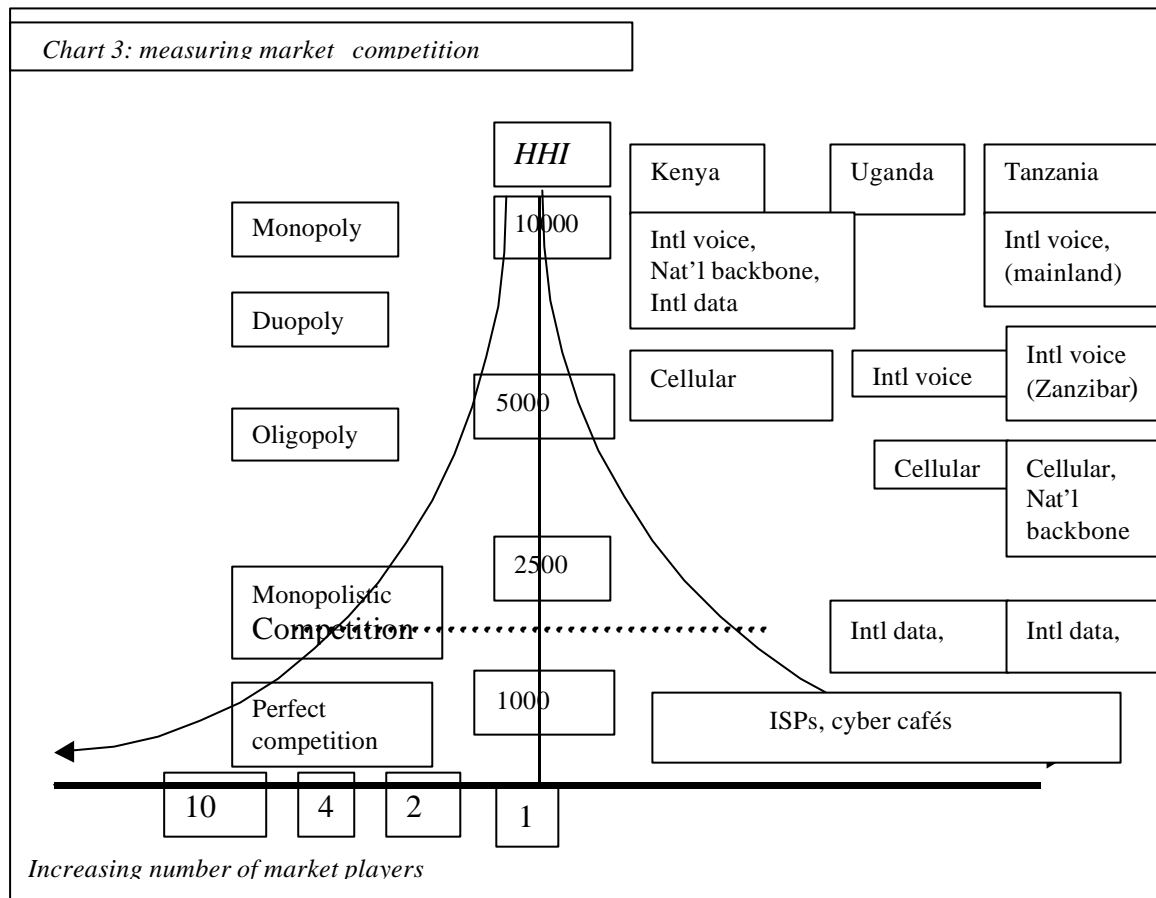 Chart 3: measuring market competition
HHI
Kenya
Uganda
Tanzania
Monopoly
10000
Intl voice,
Nat’l backbone,
Intl data
Intl voice,
(mainland)
Duopoly
Cellular
Intl voice
Intl voice
(Zanzibar)
5000
Oligopoly
Cellular
Cellular,
Nat’l
backbone
2500
Monopolistic
Competition
Intl data,
Intl data,
1000
Perfect
competition
ISPs, cyber cafés
10
4
2
1
Increasing number of market players